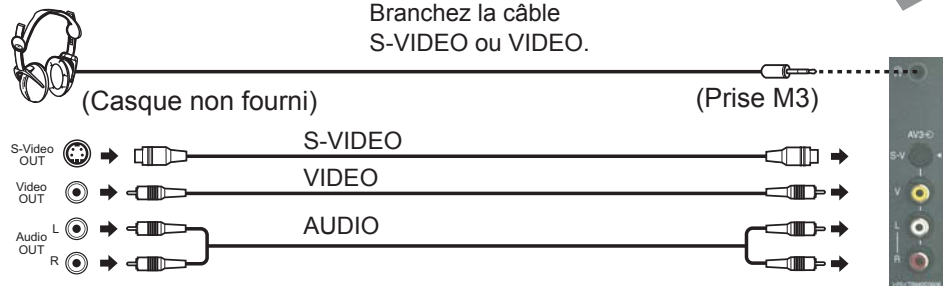 Branchez la câble
S-VIDEO ou VIDEO.
(Casque non fourni)
(Prise M3)
S-Video
OUT
S-VIDEO
Video
OUT
VIDEO
Audio
OUT
L
R
AUDIO
AV3
S-V
V
L
R